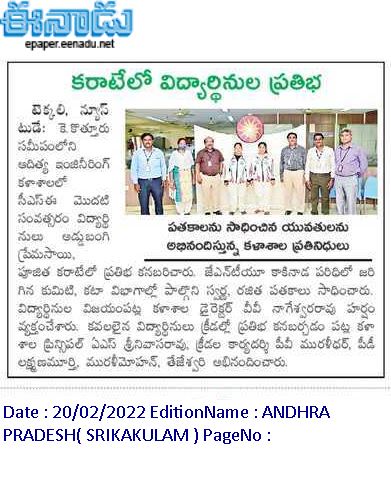 ఈనాడు
epaper.eenadu.net
కరాటేలో విద్యార్థినుల ప్రతిభ
టెక్కలి, న్యూస్
టుడే: కె.కొత్తూరు
సమీపంలోని
ఆదిత్య ఇంజినీరింగ్
కళాశాలలో
సీఎస్ఈ మొదటి
సంవత్సరం విద్యార్థి
నులు అడ్డుబంగి
ప్రేమసాయి,
పతకాలను సాధించిన యువతులను
అభినందిస్తున్న కళాశాల ప్రతినిధులు
పూజిత కరాటేలో ప్రతిభ కనబరిచారు. జేఎన్‌టీయూ కాకినాడ పరిధిలో జరి
గిన కుమిటి, కటా విభాగాల్లో పాల్గొని స్వర్ణ, రజిత పతకాలు సాధించారు.
విద్యార్థినుల విజయంపట్ల కళాశాల డైరెక్టర్ వీవీ నాగేశ్వరరావు హర్షం
వ్యక్తంచేశారు. కవలలైన విద్యార్థినులు క్రీడల్లో ప్రతిభ కనబర్చడం పట్ల కళా
శాల ప్రిన్సిపల్ ఏఎస్ శ్రీనివాసరావు, క్రీడల కార్యదర్శి పీవీ మురళీధర్, పీడీ
లక్ష్మణమూర్తి, మురళీమోహన్, తేజేశ్వరి అభినందించారు.
Date : 20/02/2022 EditionName : ANDHRA
PRADESH( SRIKAKULAM ) PageNo :